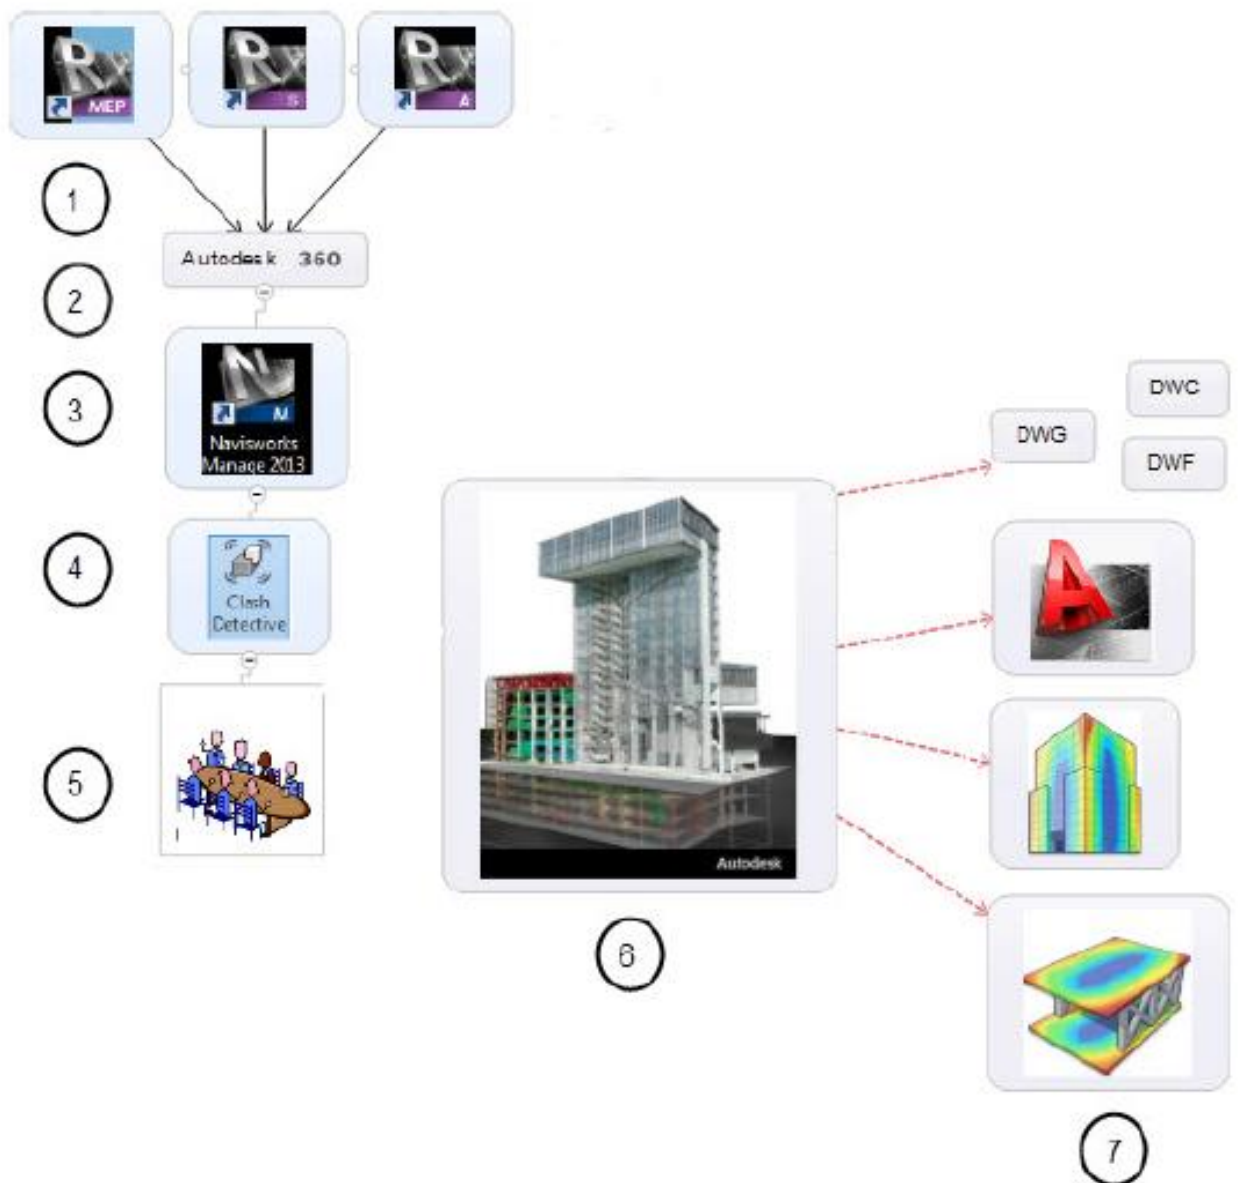 MEP
S
A
1
Autodesk 360
2
3
M
Navisworks
Manage 2013
DWC
DWG
DWF
4
Clash
Detective
5
Autodesk
6
7